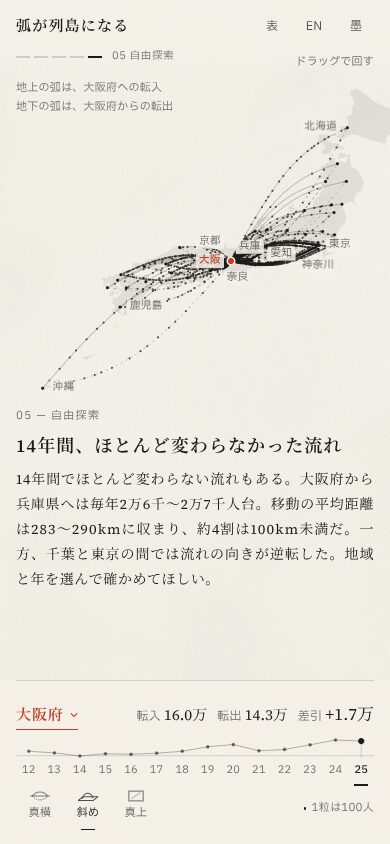 弧が列島になる
表 EN 墨
05 自由探索
ドラッグで回す
地上の弧は、大阪府への転入
地下の弧は、大阪府からの転出
北海道
京都
兵庫
東京
大阪
愛知
神奈川
奈良
鹿児島
沖縄
05 — 自由探索
14年間、ほとんど変わらなかった流れ
14年間でほとんど変わらない流れもある。大阪府から
兵庫県へは毎年2万6千〜2万7千人台。移動の平均距離
は283〜290kmに収まり、約4割は100km未満だ。一
方、千葉と東京の間では流れの向きが逆転した。地域
と年を選んで確かめてほしい。
大阪府 転入 16.0万 転出 14.3万 差引 +1.7万
12 13 14 15 16 17 18 19 20 21 22 23 24 25
真横 斜め 真上
1粒は100人